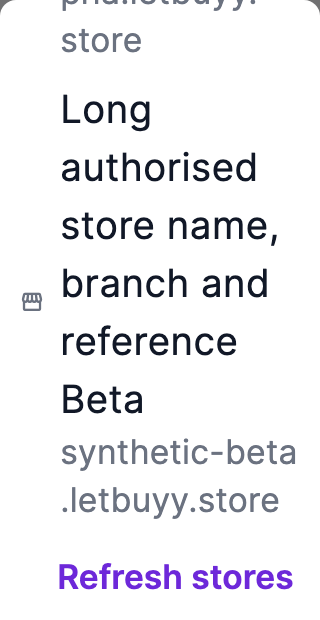 store
Long
authorised
store name,
branch and
reference
Beta
synthetic-beta
.letbuyy.store
Refresh stores